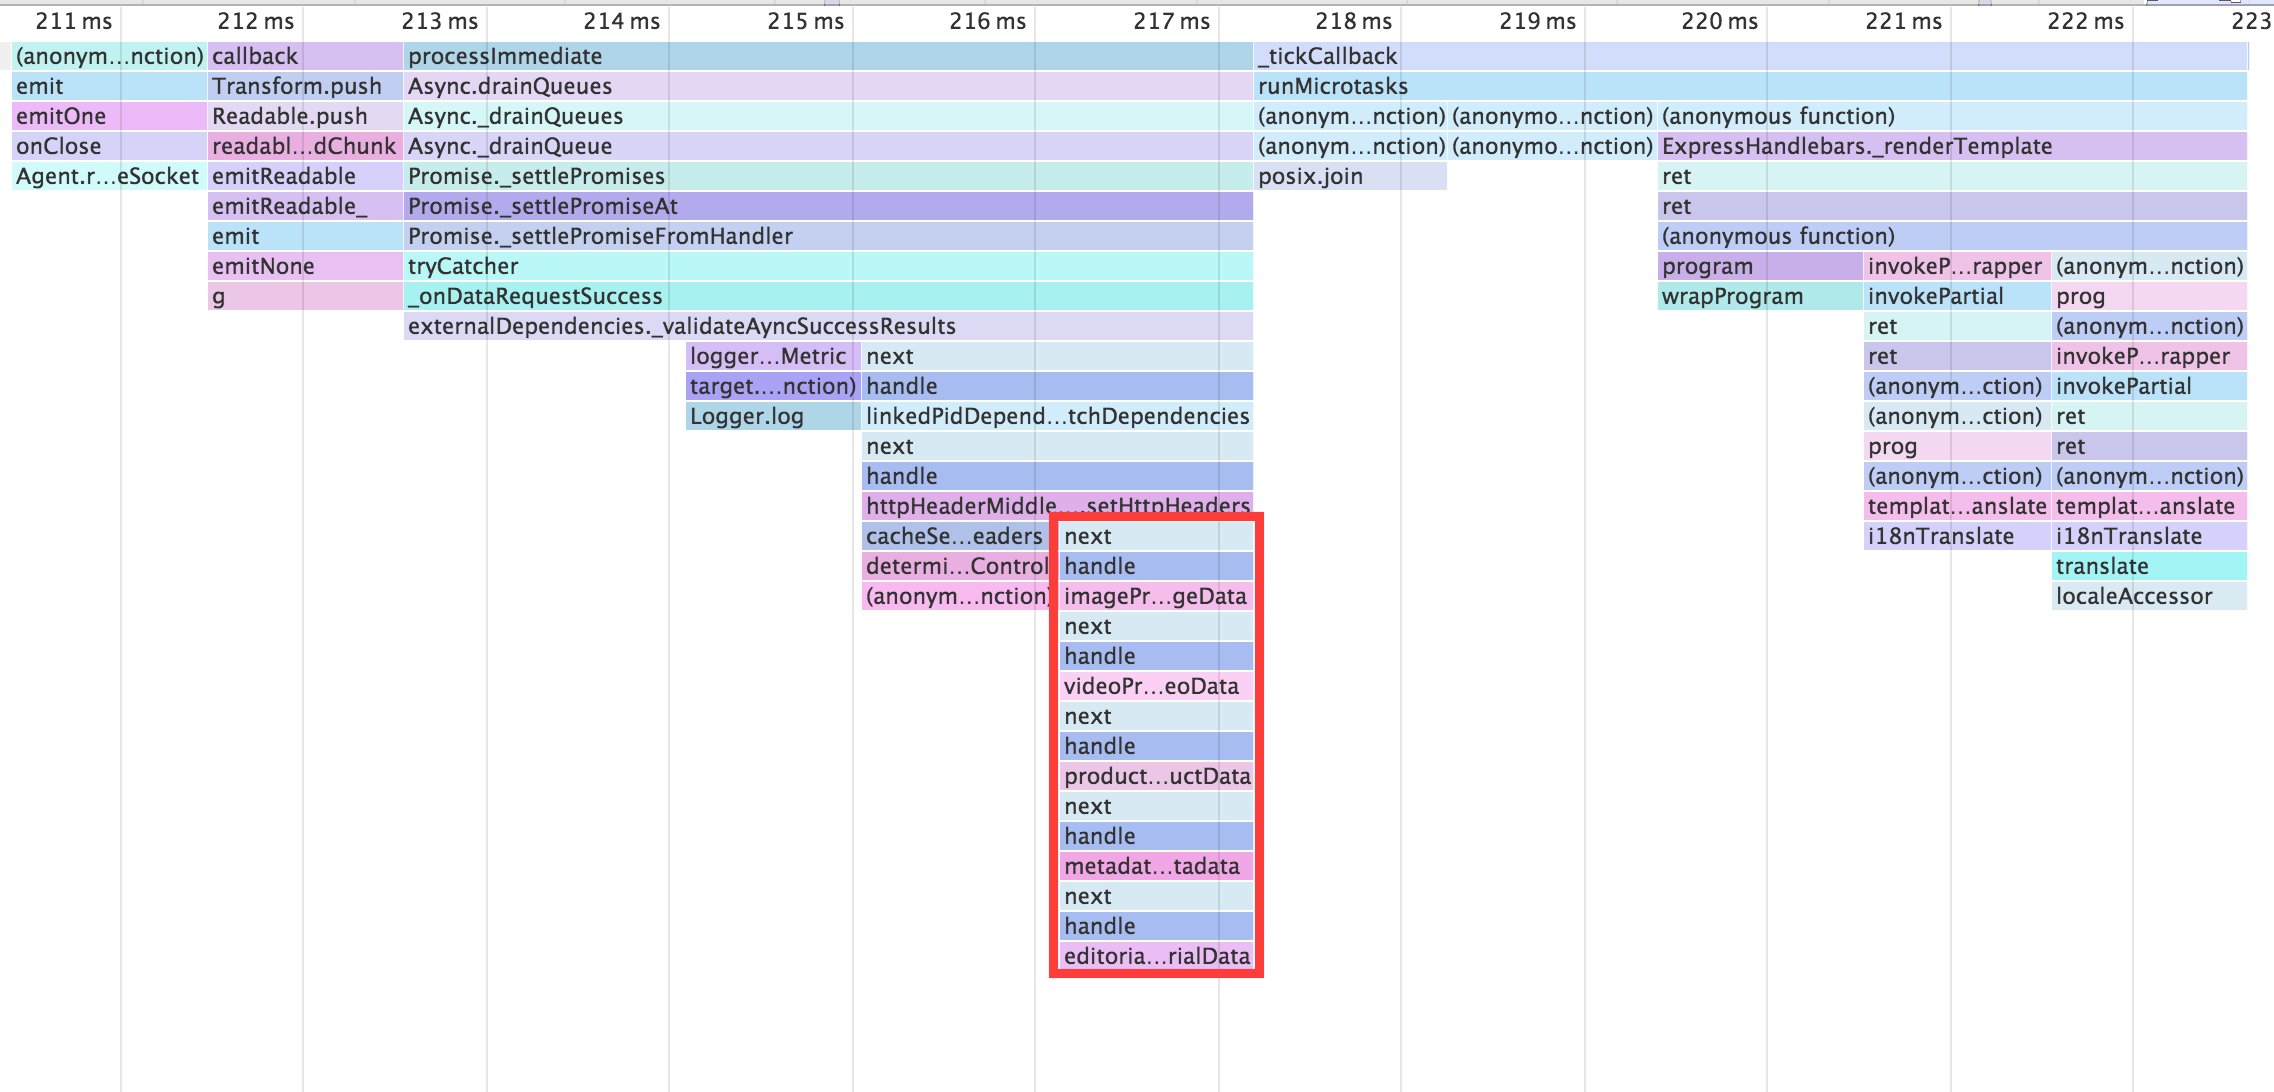 211 ms 212 ms 213 ms 214 ms 215 ms 216 ms 217 ms 218 ms 219 ms 220 ms 221 ms 222 ms 223
(anonym…nction) callback processImmediate _tickCallback
emit Transform.push Async.drainQueues runMicrotasks
emitOne Readable.push Async._drainQueues (anonym…nction) (anonymo…nction) (anonymous function)
onClose readabl…dChunk Async._drainQueue (anonym…nction) (anonymo…nction) ExpressHandlebars._renderTemplate
Agent.r…eSocket emitReadable Promise._settlePromises posix.join ret
emitReadable_ Promise._settlePromiseAt ret
emit Promise._settlePromiseFromHandler (anonymous function)
emitNone tryCatcher program invokeP…rapper (anonym…nction)
g _onDataRequestSuccess wrapProgram invokePartial prog
externalDependencies._validateAyncSuccessResults ret (anonym…nction)
logger…Metric next ret invokeP…rapper
target.…nction) handle (anonym…ction) invokePartial
Logger.log linkedPidDepend…tchDependencies (anonym…ction) ret
next prog ret
handle (anonym…ction) (anonym…nction)
httpHeaderMiddle….setHttpHeaders templat…anslate templat…anslate
cacheSe…eaders next i18nTranslate i18nTranslate
determi…Control handle translate
(anonym…nction) imagePr…geData localeAccessor
next
handle
videoPr…eoData
next
handle
product…uctData
next
handle
metadat…tadata
next
handle
editoria…rialData